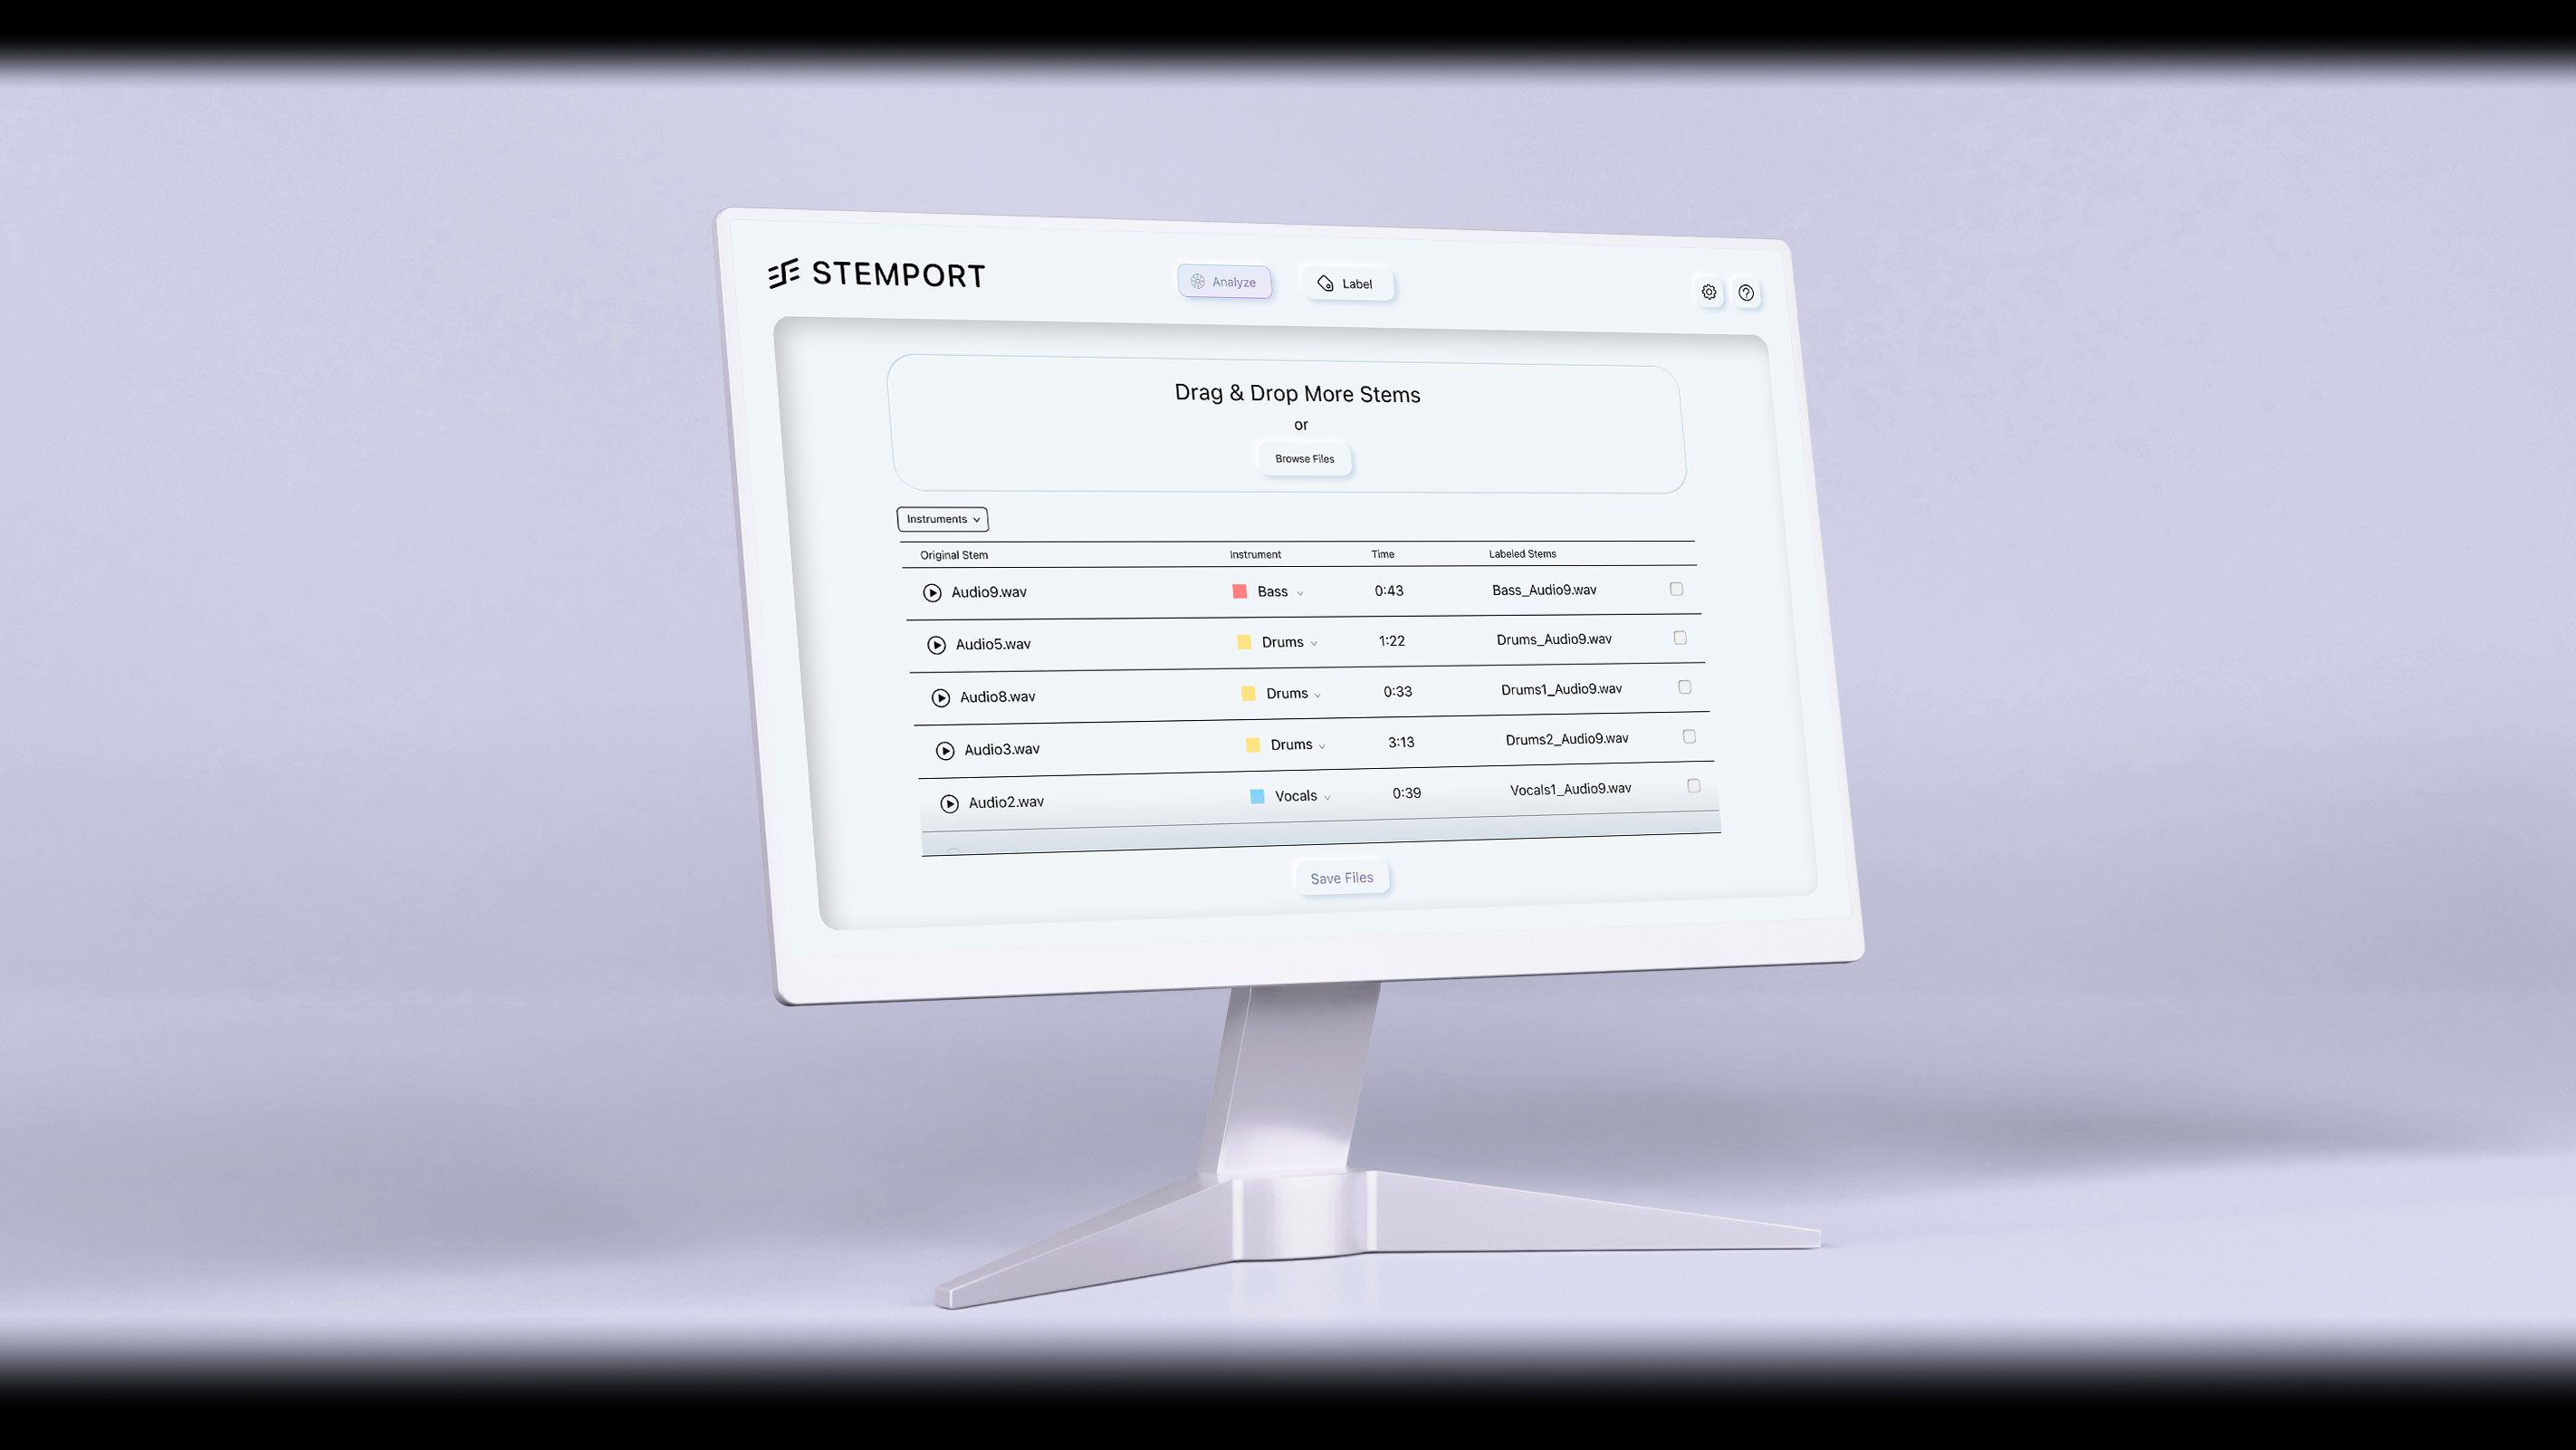 STEMPORT
Analyze
Label
Drag & Drop More Stems
or
Browse Files
Instruments
Original Stem Instrument Time Labeled Stems
Audio9.wav Bass 0:43 Bass_Audio9.wav
Audio5.wav Drums 1:22 Drums_Audio9.wav
Audio8.wav Drums 0:33 Drums1_Audio9.wav
Audio3.wav Drums 3:13 Drums2_Audio9.wav
Audio2.wav Vocals 0:39 Vocals1_Audio9.wav
Save Files